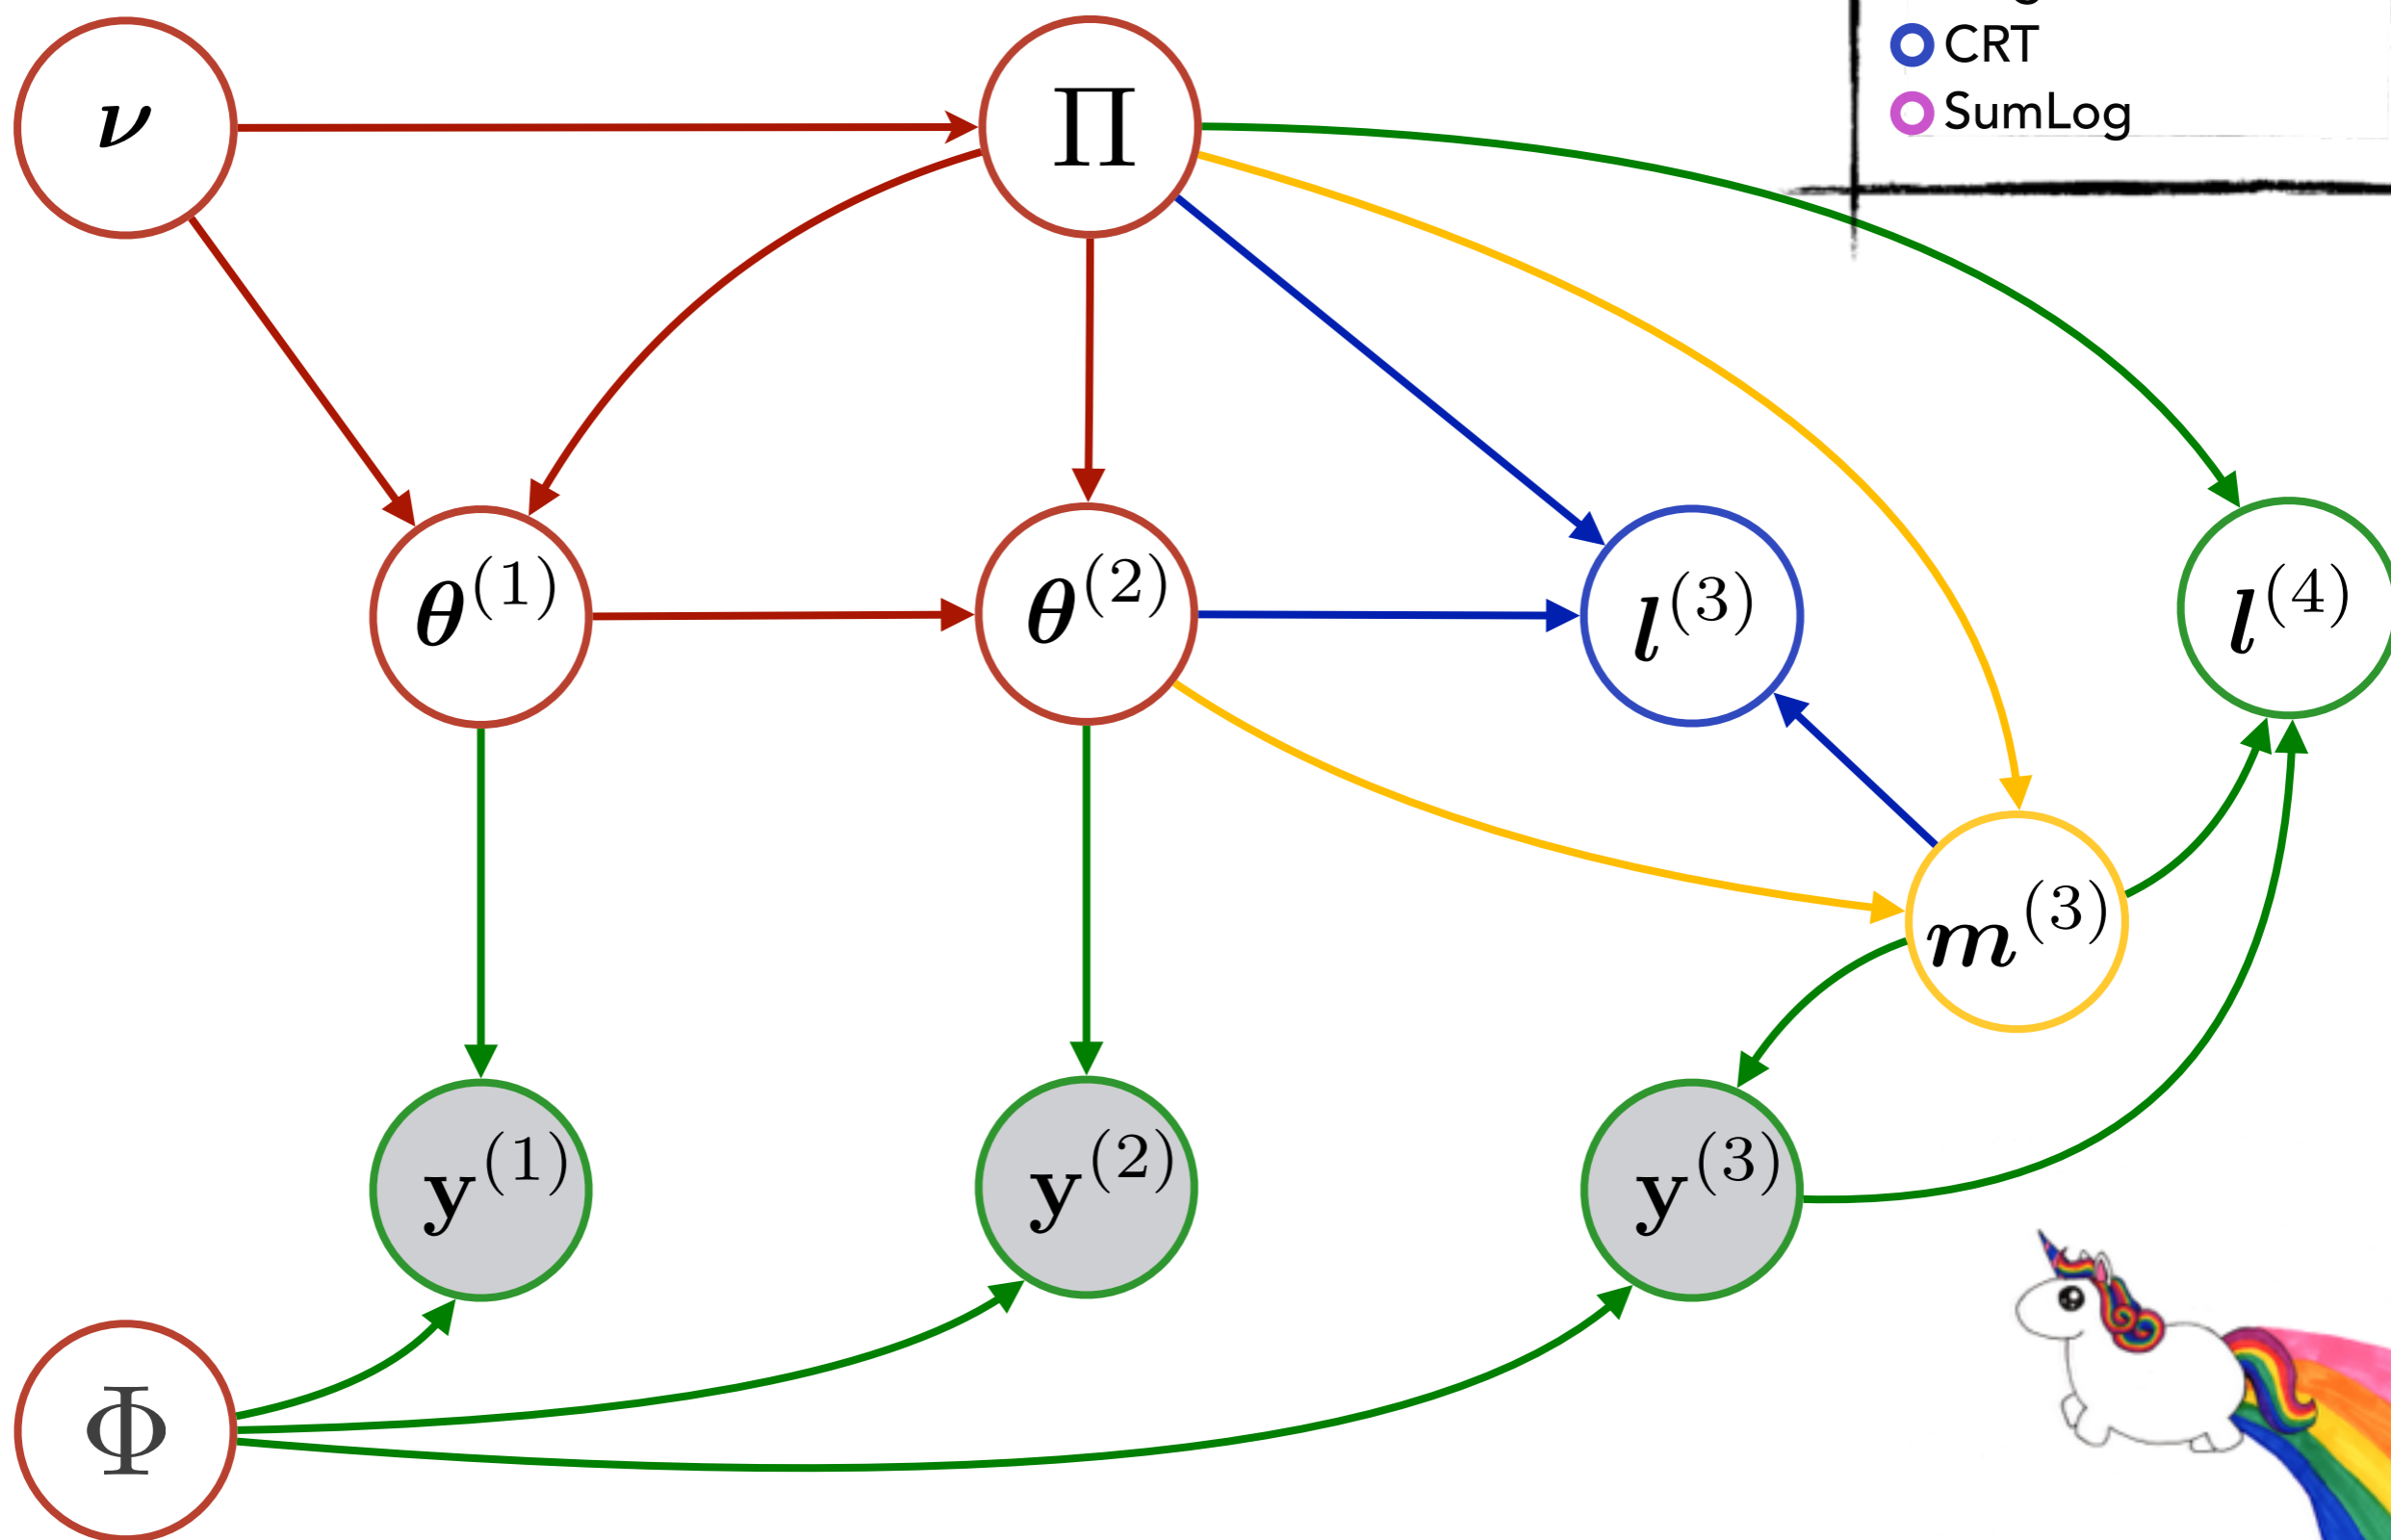 CRT
SumLog
ν
Π
θ^(1)
θ^(2)
l^(3)
l^(4)
m^(3)
y^(1)
y^(2)
y^(3)
Φ